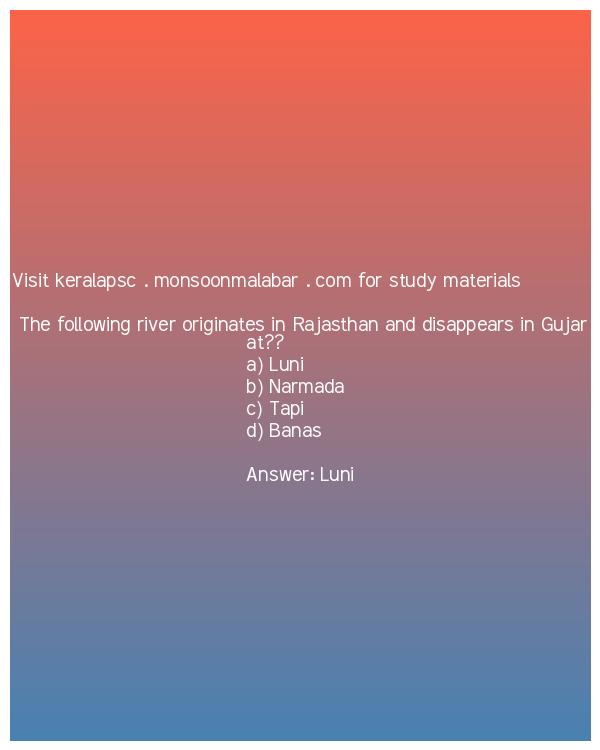 Visit keralapsc . monsoonmalabar . com for study materials
The following river originates in Rajasthan and disappears in Gujar
at??
a) Luni
b) Narmada
c) Tapi
d) Banas
Answer: Luni